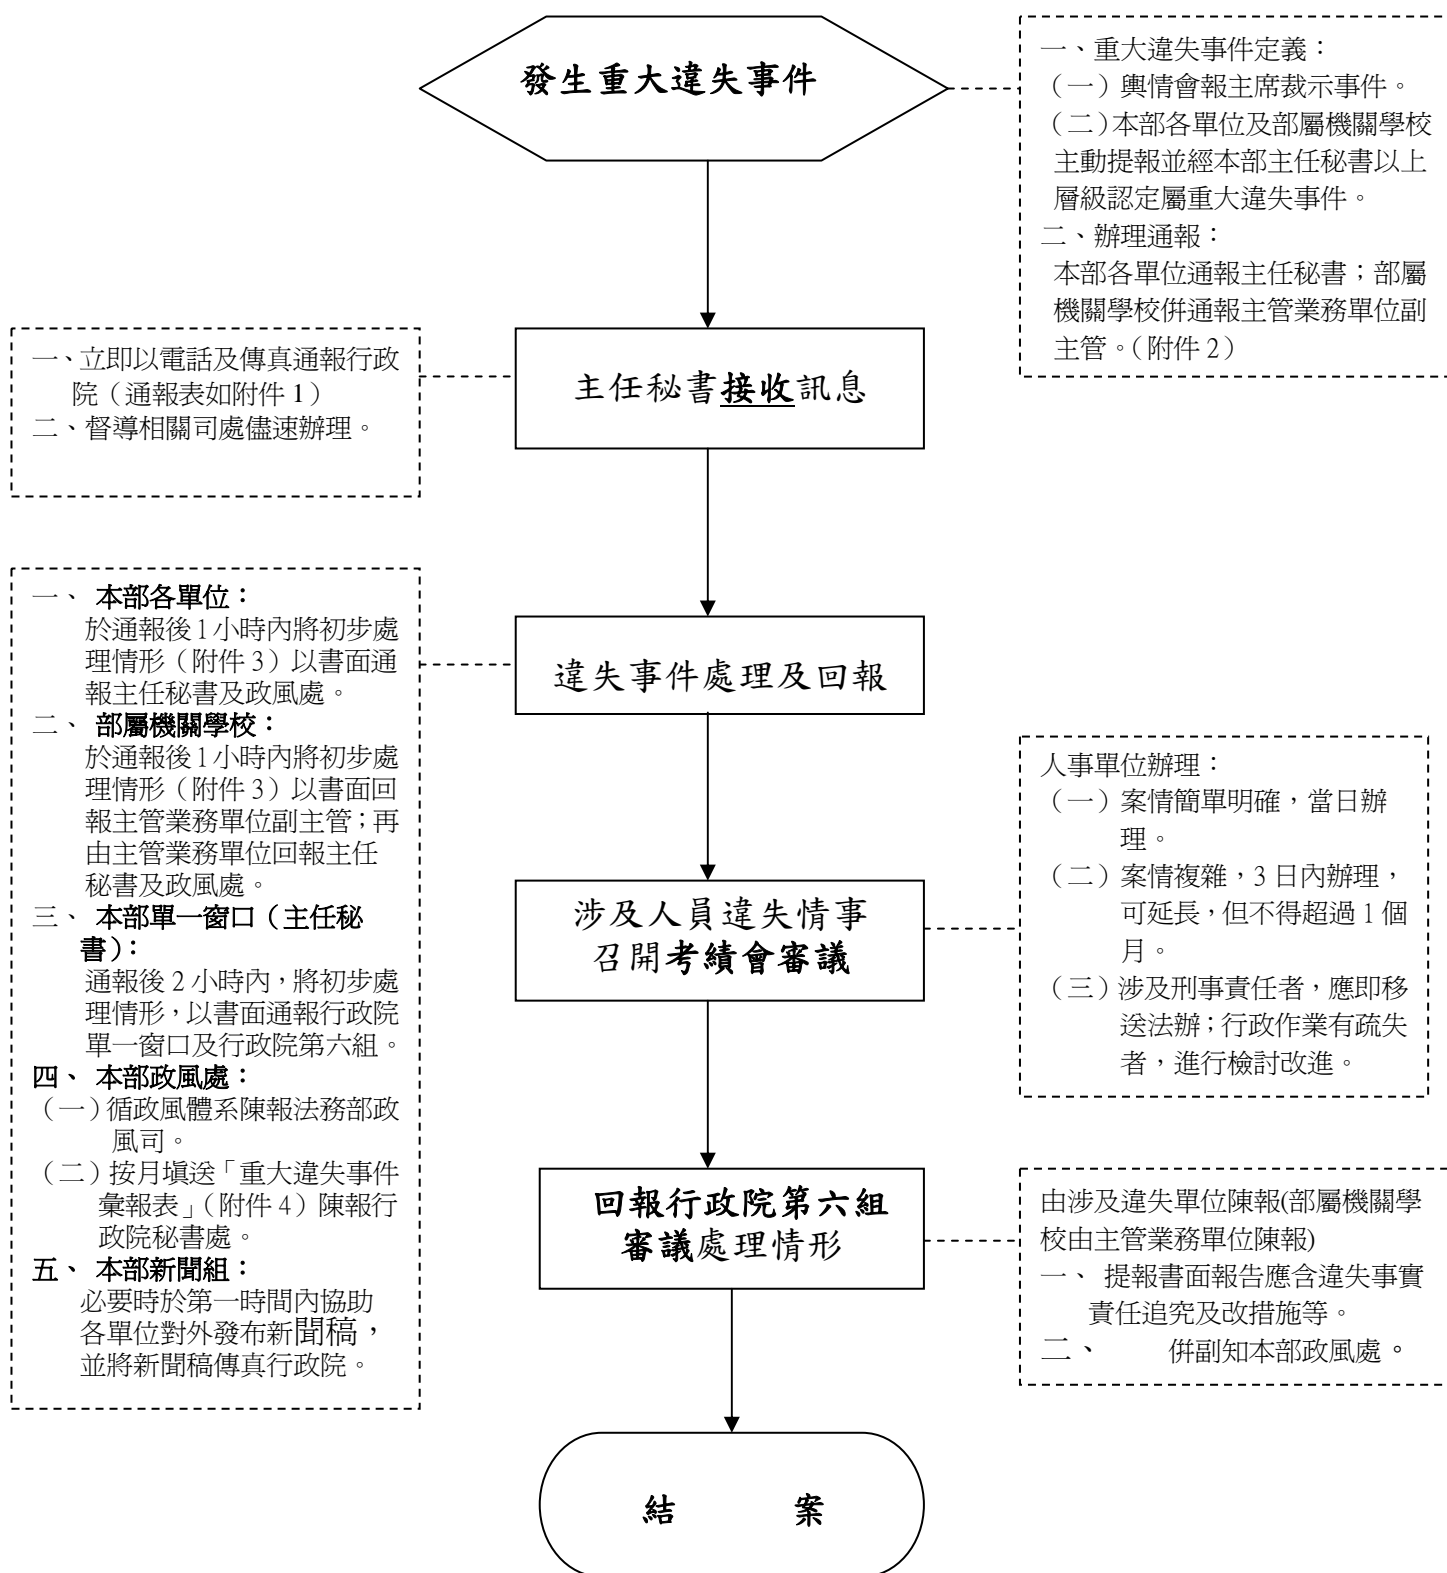 發生重大違失事件
一、重大違失事件定義：
（一）輿情會報主席裁示事件。
（二）本部各單位及部屬機關學校
主動提報並經本部主任秘書以上
層級認定屬重大違失事件。
二、辦理通報：
本部各單位通報主任秘書；部屬
機關學校併通報主管業務單位副
主管。（附件 2）
一、立即以電話及傳真通報行政
院（通報表如附件 1）
二、督導相關司處儘速辦理。
主任秘書接收訊息
一、 本部各單位：
於通報後 1 小時內將初步處
理情形（附件 3）以書面通
報主任秘書及政風處。
二、 部屬機關學校：
於通報後 1 小時內將初步處
理情形（附件 3）以書面回
報主管業務單位副主管；再
由主管業務單位回報主任
秘書及政風處。
三、 本部單一窗口（主任秘
書）：
通報後 2 小時內，將初步處
理情形，以書面通報行政院
單一窗口及行政院第六組。
四、 本部政風處：
（一）循政風體系陳報法務部政
風司。
（二）按月填送「重大違失事件
彙報表」（附件 4）陳報行
政院秘書處。
五、 本部新聞組：
必要時於第一時間內協助
各單位對外發布新聞稿，
並將新聞稿傳真行政院。
違失事件處理及回報
人事單位辦理：
（一）案情簡單明確，當日辦
理。
（二）案情複雜，3 日內辦理，
可延長，但不得超過 1 個
月。
（三）涉及刑事責任者，應即移
送法辦；行政作業有疏失
者，進行檢討改進。
涉及人員違失情事
召開考績會審議
回報行政院第六組
審議處理情形
由涉及違失單位陳報(部屬機關學
校由主管業務單位陳報)
一、 提報書面報告應含違失事實
責任追究及改措施等。
二、 併副知本部政風處。
結 案